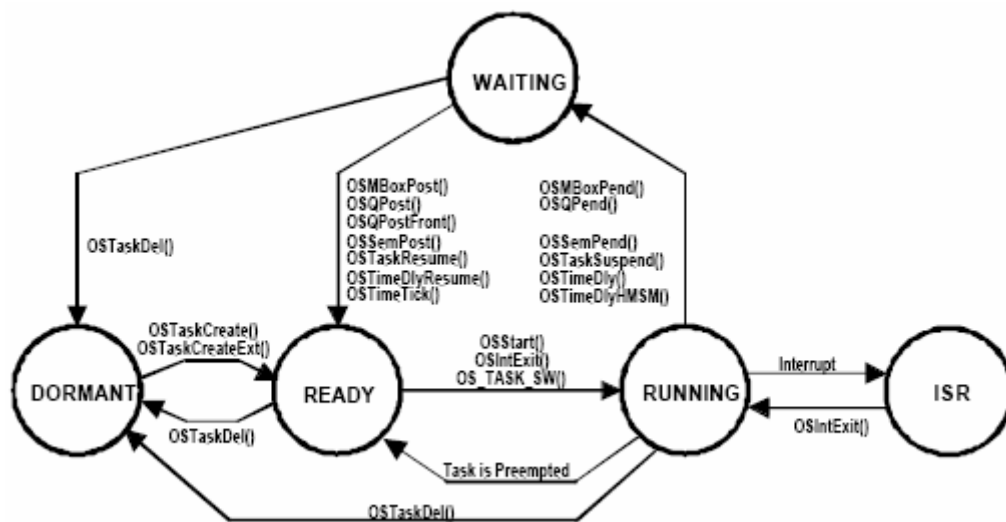 WAITING
OSMBoxPost()
OSQPost()
OSQPostFront()
OSSemPost()
OSTaskResume()
OSTimeDlyResume()
OSTimeTick()
OSMBoxPend()
OSQPend()
OSSemPend()
OSTaskSuspend()
OSTimeDly()
OSTimeDlyHMSM()
OSTaskDel()
OSTaskCreate()
OSTaskCreateExt()
OSStart()
OSIntExit()
OS_TASK_SW()
Interrupt
DORMANT
READY
RUNNING
ISR
OSIntExit()
OSTaskDel()
Task is Preempted
OSTaskDel()